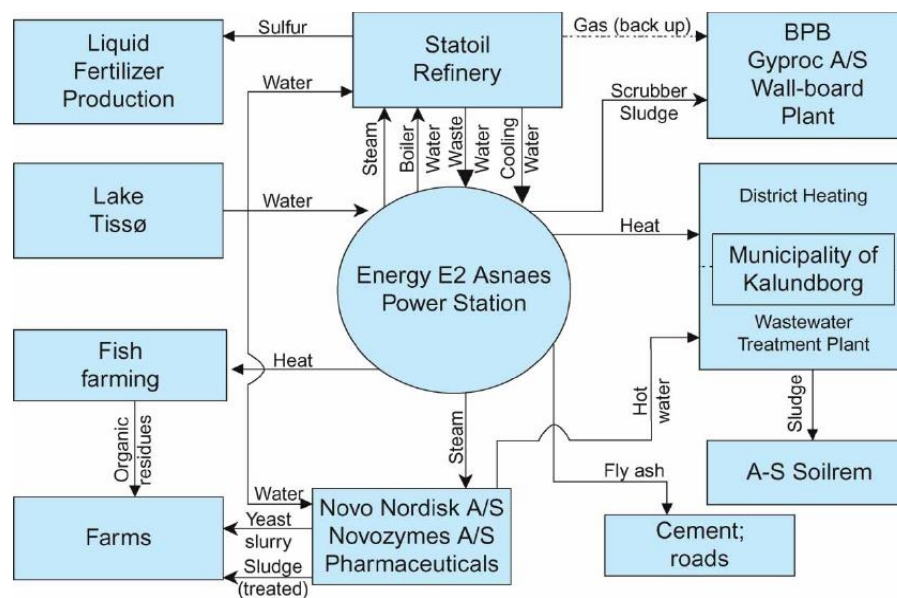 Liquid
Fertilizer
Production
Sulfur
Statoil
Refinery
Gas (back up)
BPB
Gyproc A/S
Wall-board
Plant
Water
Scrubber
Sludge
Steam
Boiler
Water
Waste
Water
Cooling
Water
Lake
Tissø
Water
Energy E2 Asnaes
Power Station
Heat
District Heating
Municipality of
Kalundborg
Wastewater
Treatment Plant
Fish
farming
Heat
Organic
residues
Steam
Hot
water
Sludge
A-S Soilrem
Fly ash
Cement;
roads
Farms
Water
Yeast
slurry
Sludge
(treated)
Novo Nordisk A/S
Novozymes A/S
Pharmaceuticals